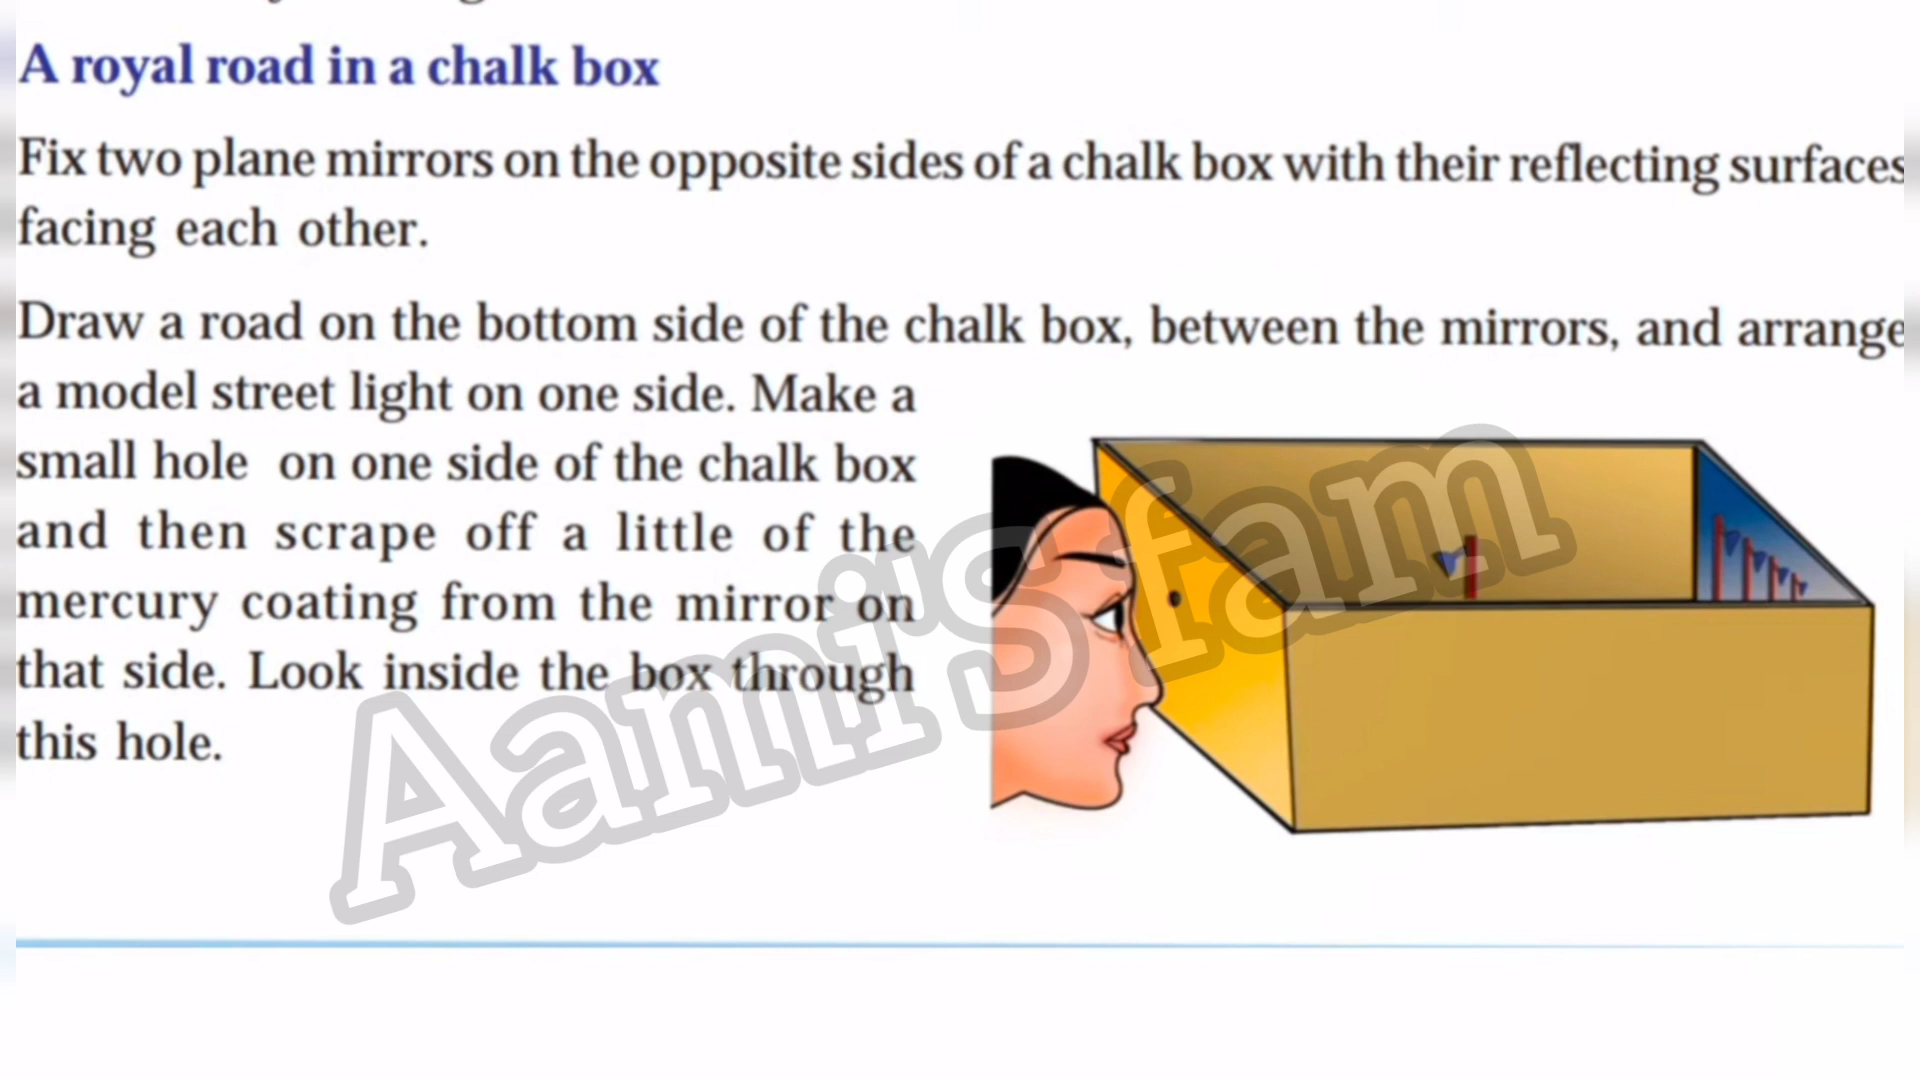 A royal road in a chalk box
Fix two plane mirrors on the opposite sides of a chalk box with their reflecting surfaces
facing each other.
Draw a road on the bottom side of the chalk box, between the mirrors, and arrange
a model street light on one side. Make a
small hole on one side of the chalk box
and then scrape off a little of the
mercury coating from the mirror on
that side. Look inside the box through
this hole.
Aami'S fam